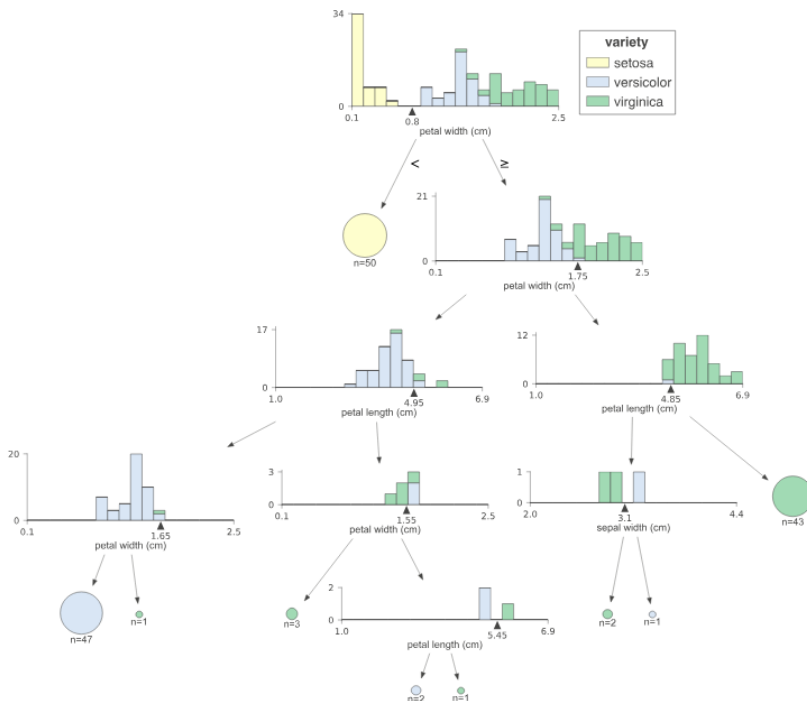 34
variety
setosa
versicolor
virginica
0
0.1
0.8
2.5
petal width (cm)
<
≥
21
n=50
0
0.1
1.75
2.5
petal width (cm)
17
12
0
0
1.0
4.95
6.9
1.0
4.85
6.9
petal length (cm)
petal length (cm)
20
3
1
0
0
0
0.1
1.65
2.5
0.1
1.55
2.5
2.0
3.1
4.4
n=43
petal width (cm)
petal width (cm)
sepal width (cm)
2
n=47
n=1
n=3
0
n=2
n=1
1.0
5.45
6.9
petal length (cm)
n=2
n=1